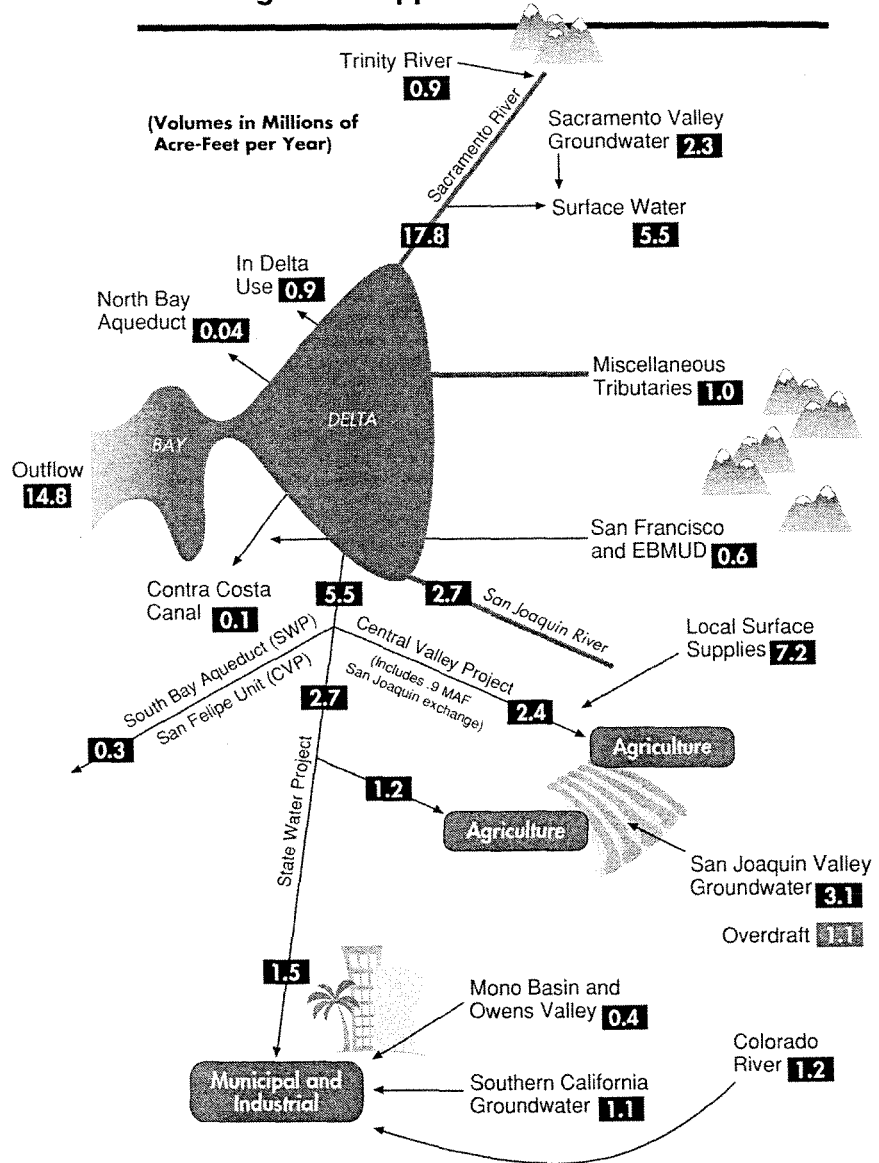 Trinity River
0.9
(Volumes in Millions of
Acre-Feet per Year)
Sacramento River
Sacramento Valley
Groundwater 2.3
Surface Water
5.5
17.8
In Delta
Use 0.9
North Bay
Aqueduct 0.04
Miscellaneous
Tributaries 1.0
DELTA
BAY
Outflow
14.8
San Francisco
and EBMUD 0.6
Contra Costa
Canal 0.1
5.5
2.7
San Joaquin River
Local Surface
Supplies 7.2
South Bay Aqueduct (SWP)
San Felipe Unit (CVP)
0.3
Central Valley Project
(Includes .9 MAF
San Joaquin exchange)
2.7
2.4
Agriculture
State Water Project
1.2
Agriculture
San Joaquin Valley
Groundwater 3.1
Overdraft 1.1
1.5
Mono Basin and
Owens Valley 0.4
Colorado
River 1.2
Municipal and
Industrial
Southern California
Groundwater 1.1